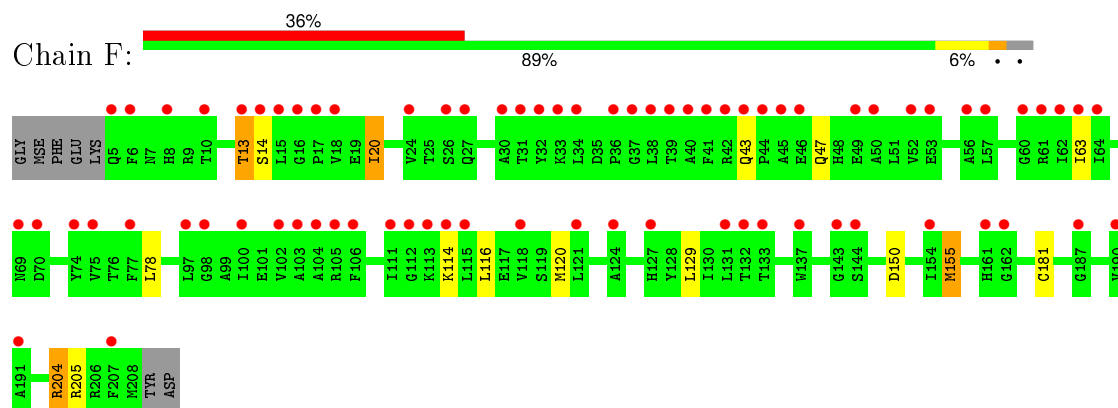 36%
Chain F:
89%
6%
•
•
GLY MSE PHE GLU LYS Q5 F6 N7 H8 R9 T10 T13 S14 L15 G16 P17 V18 E19 I20 V24 T25 S26 Q27 A30 T31 Y32 K33 L34 D35 P36 G37 L38 T39 A40 F41 R42 Q43 P44 A45 E46 Q47 H48 E49 A50 L51 V52 E53 A56 L57 G60 R61 I62 I63 I64
N69 D70 Y74 V75 T76 F77 L78 L97 G98 A99 I100 E101 V102 A103 A104 R105 F106 I111 G112 K113 K114 L115 L116 E117 V118 S119 M120 L121 A124 H127 Y128 L129 I130 L131 T132 T133 W137 G143 S144 D150 I154 M155 H161 G162 C181 G187
A191 R204 R205 R206 F207 M208 TYR ASP